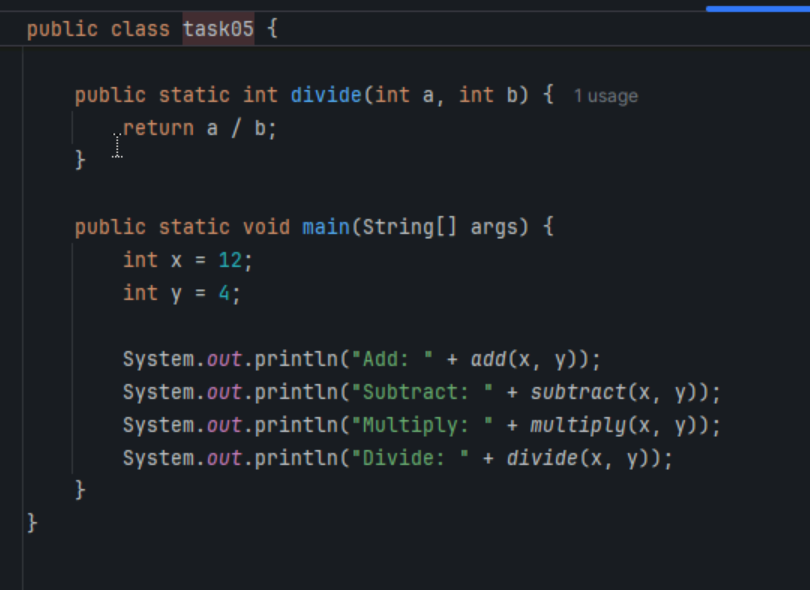 public class task05 {
public static int divide(int a, int b) { 1 usage
return a / b;
}
public static void main(String[] args) {
int x = 12;
int y = 4;
System.out.println("Add: " + add(x, y));
System.out.println("Subtract: " + subtract(x, y));
System.out.println("Multiply: " + multiply(x, y));
System.out.println("Divide: " + divide(x, y));
}
}